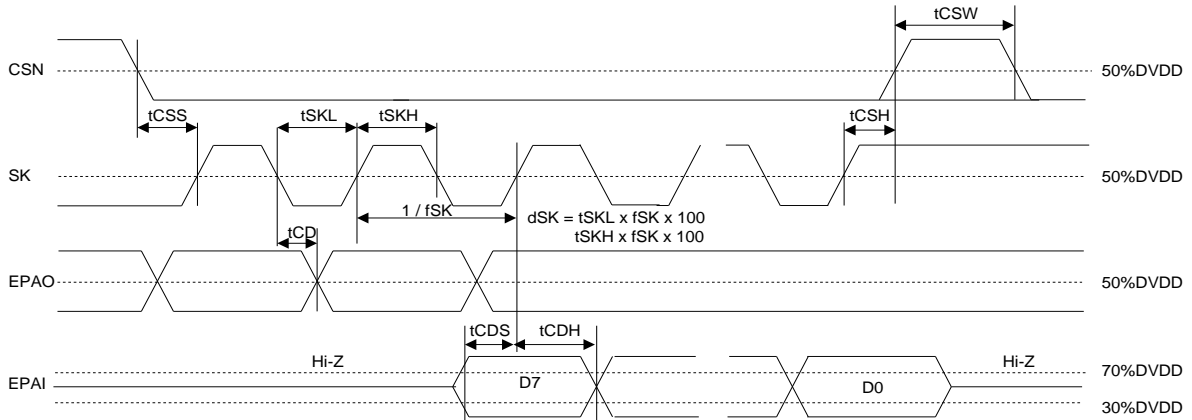 tCSW
CSN
50%DVDD
tCSS
tSKL
tSKH
tCSH
SK
50%DVDD
1 / fSK
dSK = tSKL x fSK x 100
tSKH x fSK x 100
tCD
EPAO
50%DVDD
tCDS
tCDH
Hi-Z
Hi-Z
70%DVDD
EPAI
D7
D0
30%DVDD